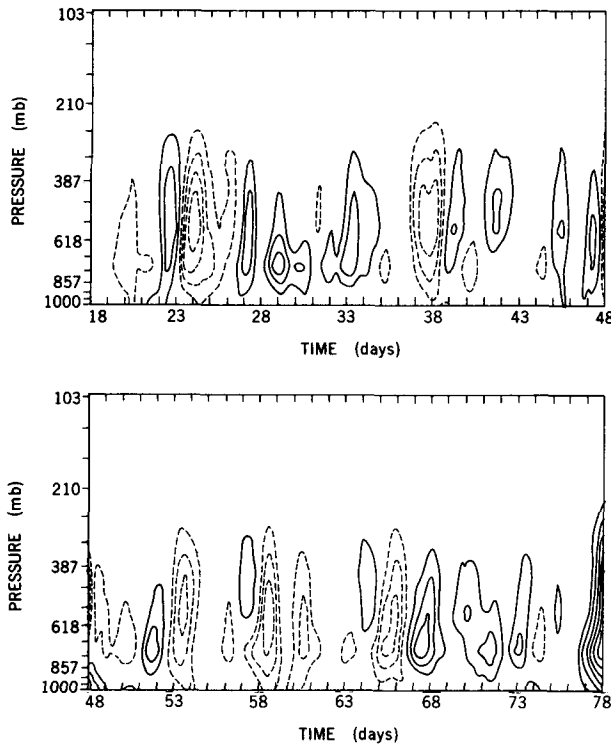 103
210
387
618
857
1000
PRESSURE (mb)
18 23 28 33 38 43 48
TIME (days)
103
210
387
618
857
1000
PRESSURE (mb)
48 53 58 63 68 73 78
TIME (days)